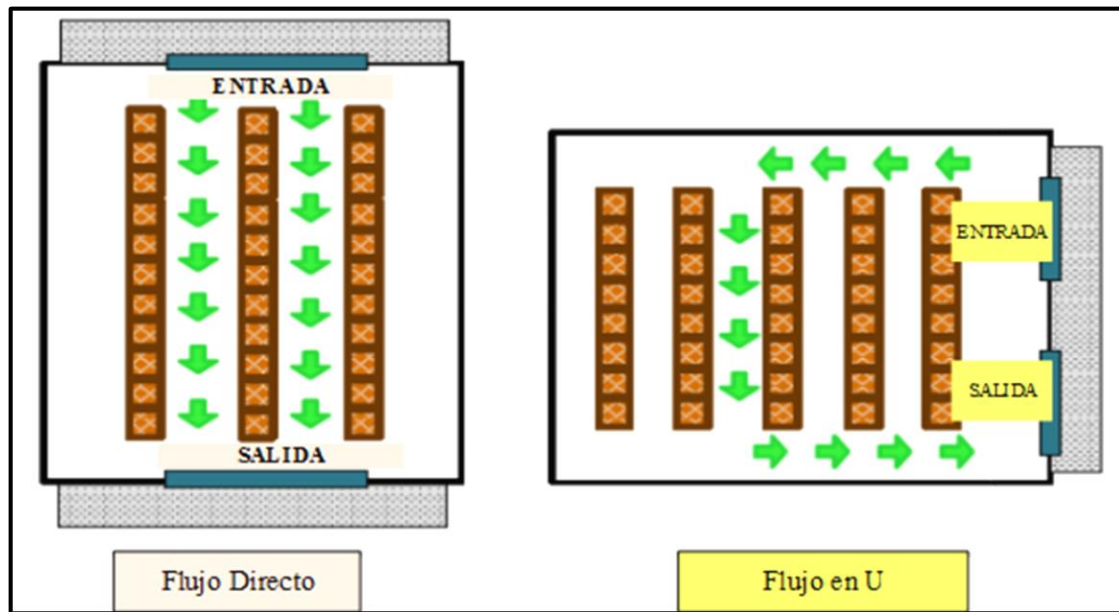 ENTRADA
SALIDA
Flujo Directo
ENTRADA
SALIDA
Flujo en U